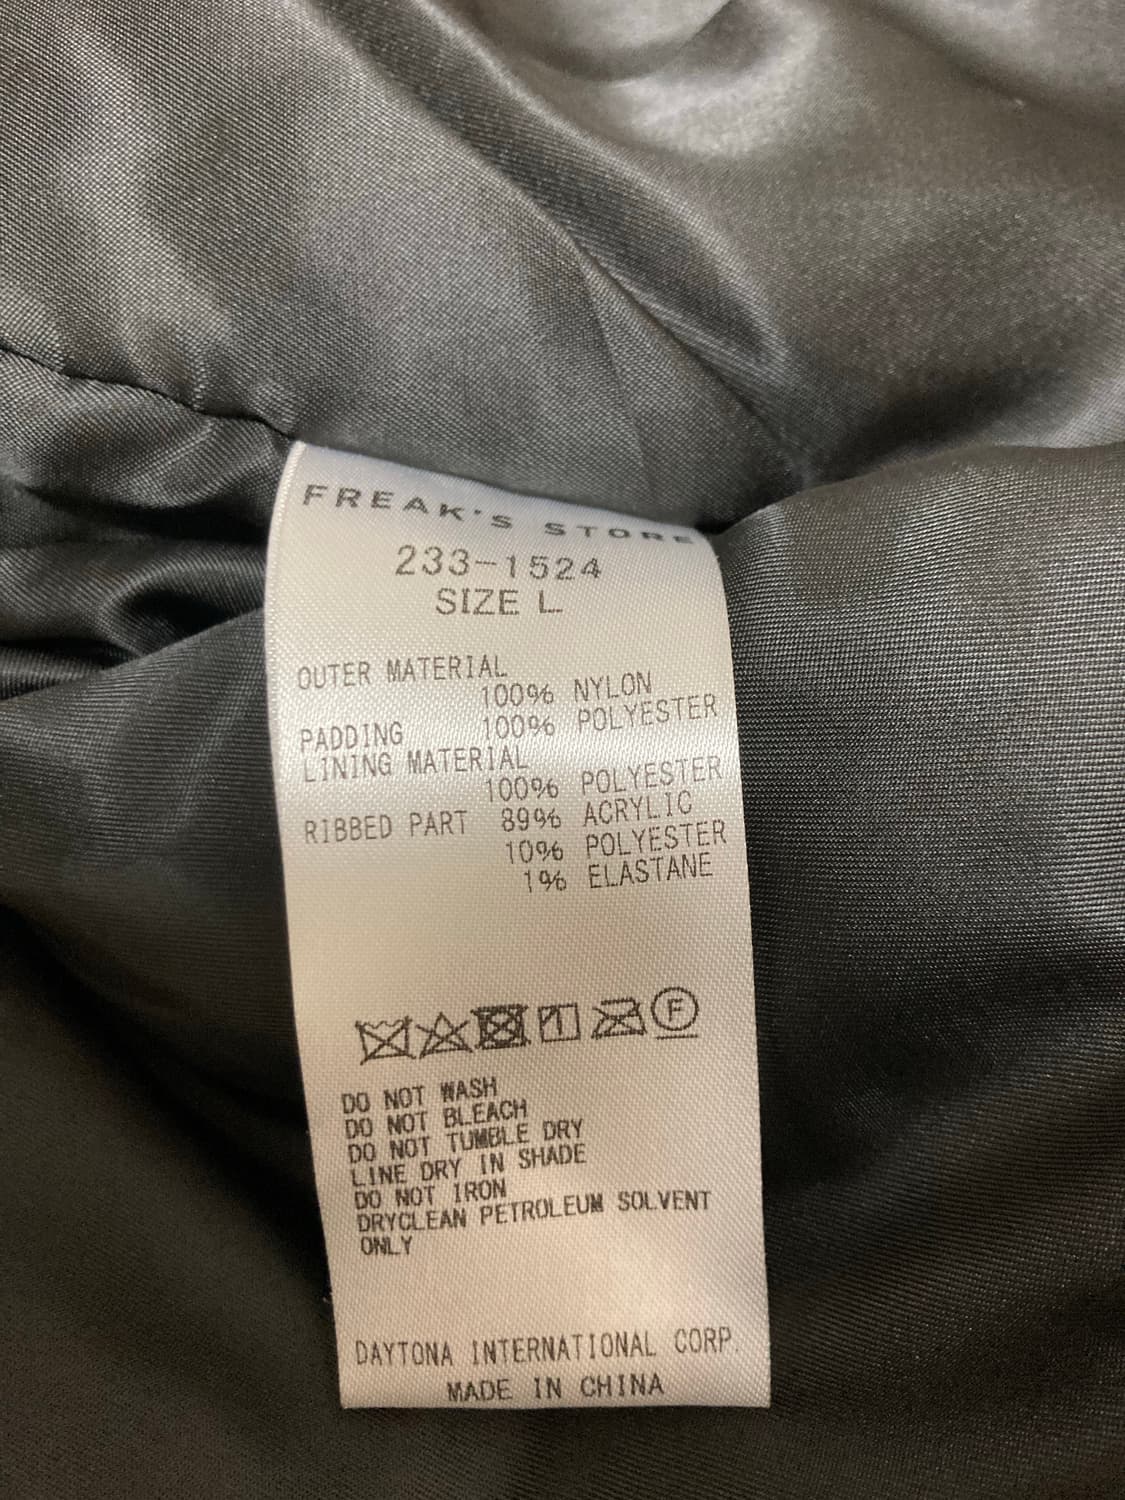 FREAK'S STORE
233-1524
SIZE L
OUTER MATERIAL
100% NYLON
PADDING 100% POLYESTER
LINING MATERIAL
100% POLYESTER
RIBBED PART 89% ACRYLIC
10% POLYESTER
1% ELASTANE
F
DO NOT WASH
DO NOT BLEACH
DO NOT TUMBLE DRY
LINE DRY IN SHADE
DO NOT IRON
DRYCLEAN PETROLEUM SOLVENT
ONLY
DAYTONA INTERNATIONAL CORP.
MADE IN CHINA